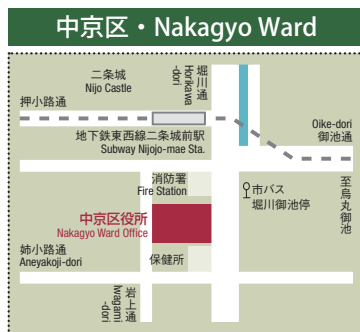 中京区・Nakagyo Ward
二条城
Nijo Castle
Horikawa
-dori
堀川通
押小路通
Oike-dori
御池通
地下鉄東西線二条城前駅
Subway Nijojo-mae Sta.
消防署
Fire Station
市バス
堀川御池停
至烏丸御池
中京区役所
Nakagyo Ward Office
姉小路通
Aneyakoji-dori
保健所
Iwagami
-dori
岩上通